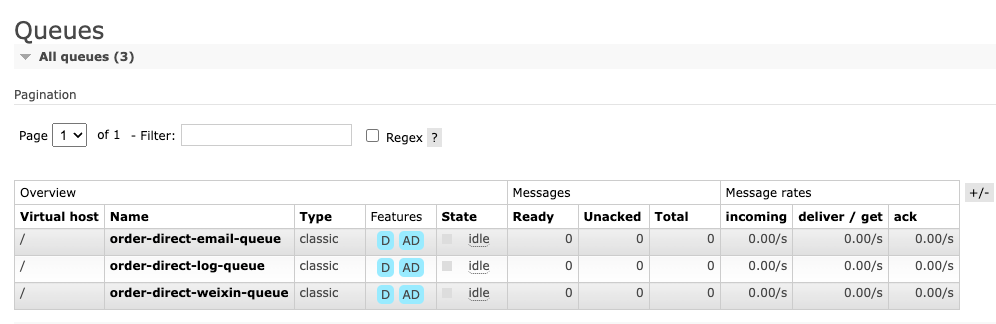 Queues
All queues (3)
Pagination
Page 1 of 1 - Filter: Regex ?
Overview Messages Message rates +/-
Virtual host Name Type Features State Ready Unacked Total incoming deliver / get ack
/ order-direct-email-queue classic D AD idle 0 0 0 0.00/s 0.00/s 0.00/s
/ order-direct-log-queue classic D AD idle 0 0 0 0.00/s 0.00/s 0.00/s
/ order-direct-weixin-queue classic D AD idle 0 0 0 0.00/s 0.00/s 0.00/s